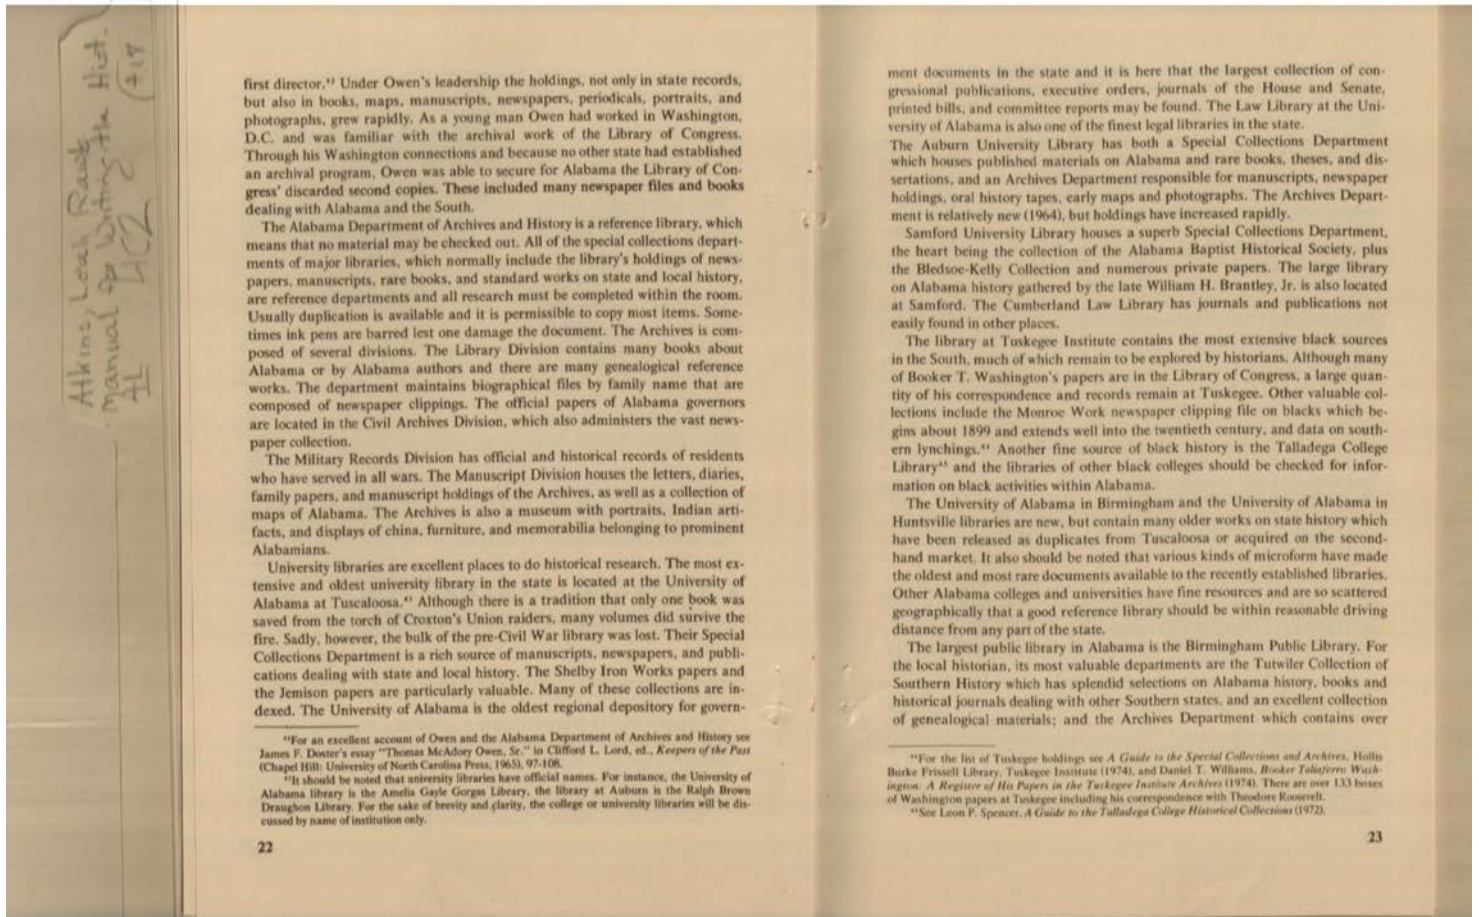 Atkins, Leah Rawls
Manual for Writing the Hist.
AL
first director.⁴² Under Owen's leadership the holdings, not only in state records,
but also in books, maps, manuscripts, newspapers, periodicals, portraits, and
photographs, grew rapidly. As a young man Owen had worked in Washington,
D.C. and was familiar with the archival work of the Library of Congress.
Through his Washington connections and because no other state had established
an archival program, Owen was able to secure for Alabama the Library of Con-
gress' discarded second copies. These included many newspaper files and books
dealing with Alabama and the South.
The Alabama Department of Archives and History is a reference library, which
means that no material may be checked out. All of the special collections depart-
ments of major libraries, which normally include the library's holdings of news-
papers, manuscripts, rare books, and standard works on state and local history,
are reference departments and all research must be completed within the room.
Usually duplication is available and it is permissible to copy most items. Some-
times ink pens are barred lest one damage the document. The Archives is com-
posed of several divisions. The Library Division contains many books about
Alabama or by Alabama authors and there are many genealogical reference
works. The department maintains biographical files by family name that are
composed of newspaper clippings. The official papers of Alabama governors
are located in the Civil Archives Division, which also administers the vast news-
paper collection.
The Military Records Division has official and historical records of residents
who have served in all wars. The Manuscript Division houses the letters, diaries,
family papers, and manuscript holdings of the Archives, as well as a collection of
maps of Alabama. The Archives is also a museum with portraits, Indian arti-
facts, and displays of china, furniture, and memorabilia belonging to prominent
Alabamians.
University libraries are excellent places to do historical research. The most ex-
tensive and oldest university library in the state is located at the University of
Alabama at Tuscaloosa.⁴³ Although there is a tradition that only one book was
saved from the torch of Croxton's Union raiders, many volumes did survive the
fire. Sadly, however, the bulk of the pre-Civil War library was lost. Their Special
Collections Department is a rich source of manuscripts, newspapers, and publi-
cations dealing with state and local history. The Shelby Iron Works papers and
the Jemison papers are particularly valuable. Many of these collections are in-
dexed. The University of Alabama is the oldest regional depository for govern-
⁴²For an excellent account of Owen and the Alabama Department of Archives and History see
James F. Doster's essay "Thomas McAdory Owen, Sr." in Clifford L. Lord, ed., Keepers of the Past
(Chapel Hill: University of North Carolina Press, 1965), 97-108.
⁴³It should be noted that university libraries have official names. For instance, the University of
Alabama library is the Amelia Gayle Gorgas Library, the library at Auburn is the Ralph Brown
Draughon Library. For the sake of brevity and clarity, the college or university libraries will be dis-
cussed by name of institution only.
22
ment documents in the state and it is here that the largest collection of con-
gressional publications, executive orders, journals of the House and Senate,
printed bills, and committee reports may be found. The Law Library at the Uni-
versity of Alabama is also one of the finest legal libraries in the state.
The Auburn University Library has both a Special Collections Department
which houses published materials on Alabama and rare books, theses, and dis-
sertations, and an Archives Department responsible for manuscripts, newspaper
holdings, oral history tapes, early maps and photographs. The Archives Depart-
ment is relatively new (1964), but holdings have increased rapidly.
Samford University Library houses a superb Special Collections Department,
the heart being the collection of the Alabama Baptist Historical Society, plus
the Bledsoe-Kelly Collection and numerous private papers. The large library
on Alabama history gathered by the late William H. Brantley, Jr. is also located
at Samford. The Cumberland Law Library has journals and publications not
easily found in other places.
The library at Tuskegee Institute contains the most extensive black sources
in the South, much of which remain to be explored by historians. Although many
of Booker T. Washington's papers are in the Library of Congress, a large quan-
tity of his correspondence and records remain at Tuskegee. Other valuable col-
lections include the Monroe Work newspaper clipping file on blacks which be-
gins about 1899 and extends well into the twentieth century, and data on south-
ern lynchings.⁴⁴ Another fine source of black history is the Talladega College
Library⁴⁵ and the libraries of other black colleges should be checked for infor-
mation on black activities within Alabama.
The University of Alabama in Birmingham and the University of Alabama in
Huntsville libraries are new, but contain many older works on state history which
have been released as duplicates from Tuscaloosa or acquired on the second-
hand market. It also should be noted that various kinds of microform have made
the oldest and most rare documents available to the recently established libraries.
Other Alabama colleges and universities have fine resources and are so scattered
geographically that a good reference library should be within reasonable driving
distance from any part of the state.
The largest public library in Alabama is the Birmingham Public Library. For
the local historian, its most valuable departments are the Tutwiler Collection of
Southern History which has splendid selections on Alabama history, books and
historical journals dealing with other Southern states, and an excellent collection
of genealogical materials; and the Archives Department which contains over
⁴⁴For the list of Tuskegee holdings see A Guide to the Special Collections and Archives, Hollis
Burke Frissell Library, Tuskegee Institute (1974), and Daniel T. Williams, Booker Taliaferro Wash-
ington: A Register of His Papers in the Tuskegee Institute Archives (1974). There are over 133 boxes
of Washington papers at Tuskegee including his correspondence with Theodore Roosevelt.
⁴⁵See Leon P. Spencer, A Guide to the Talladega College Historical Collections (1972).
23